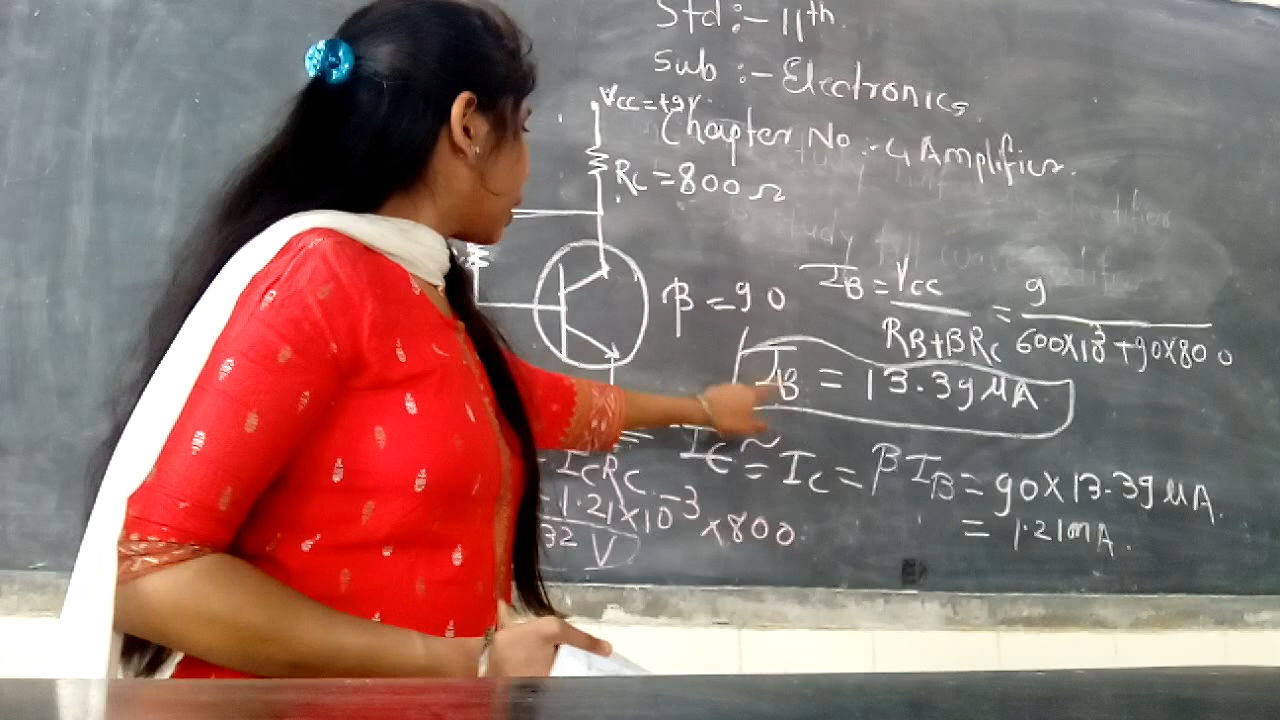 Std:- 11th.
Sub :- Electronics.
Chapter No:- 4 Amplifier.
Vcc=+9V
Rc = 800 Ω
β = 90
IB = Vcc / RB+βRc = 9 / 600×10³ + 90×800
IB = 13.39 μA
IE ≅ Ic = β IB = 90 × 13.39 μA.
= 1.21mA.
IcRc
= 1.21×10⁻³ × 800.
32 V